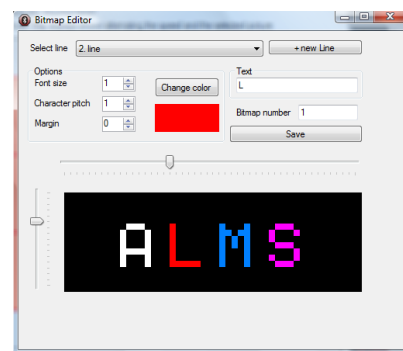 Bitmap Editor
Select line 2. line + new Line
Options
Font size 1 Change color
Character pitch 1
Margin 0
Text
L
Bitmap number 1
Save
ALMS